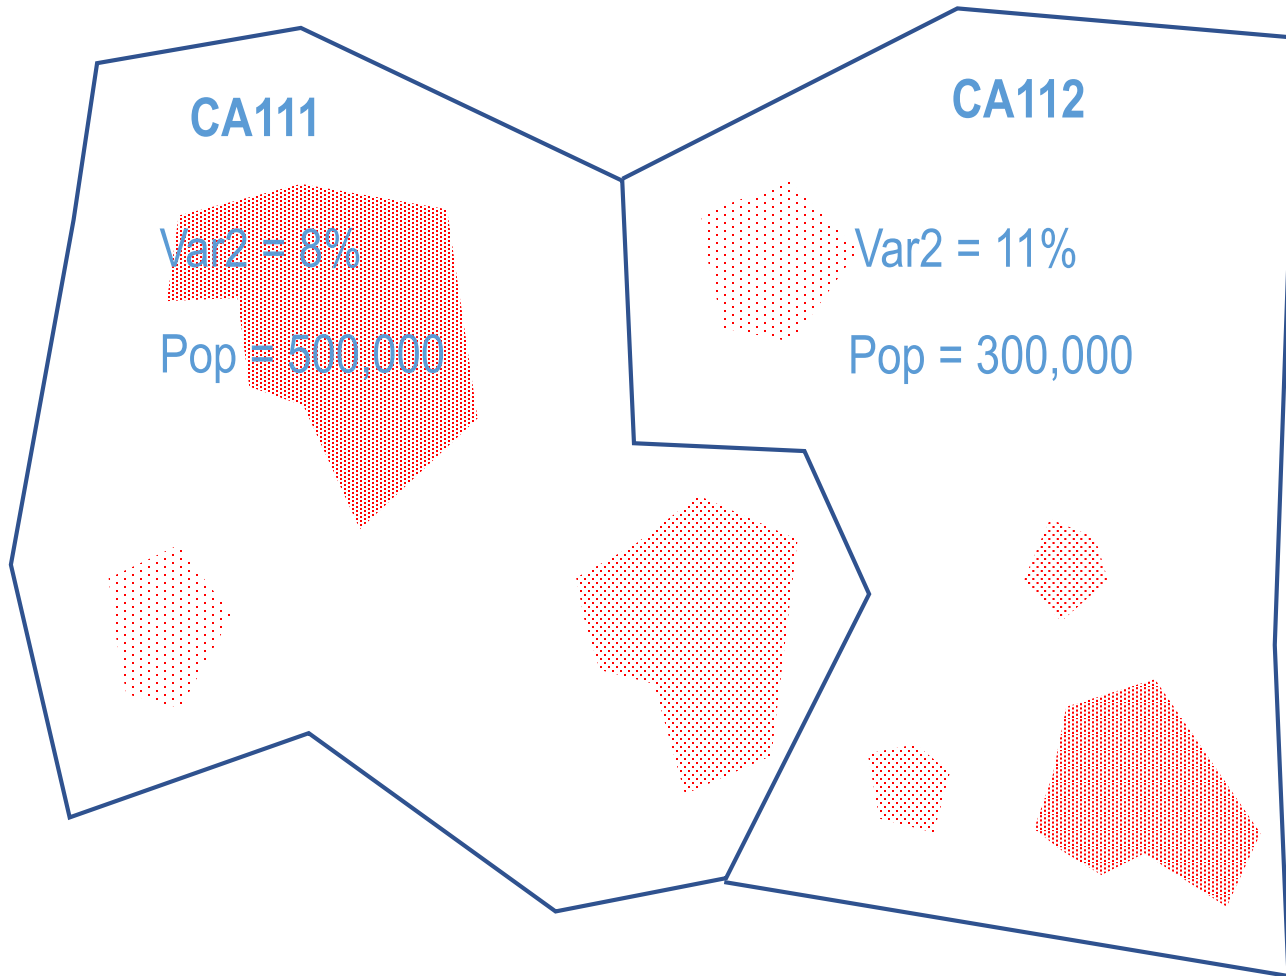 CA111
Var2 = 8%
Pop = 500,000
CA112
Var2 = 11%
Pop = 300,000